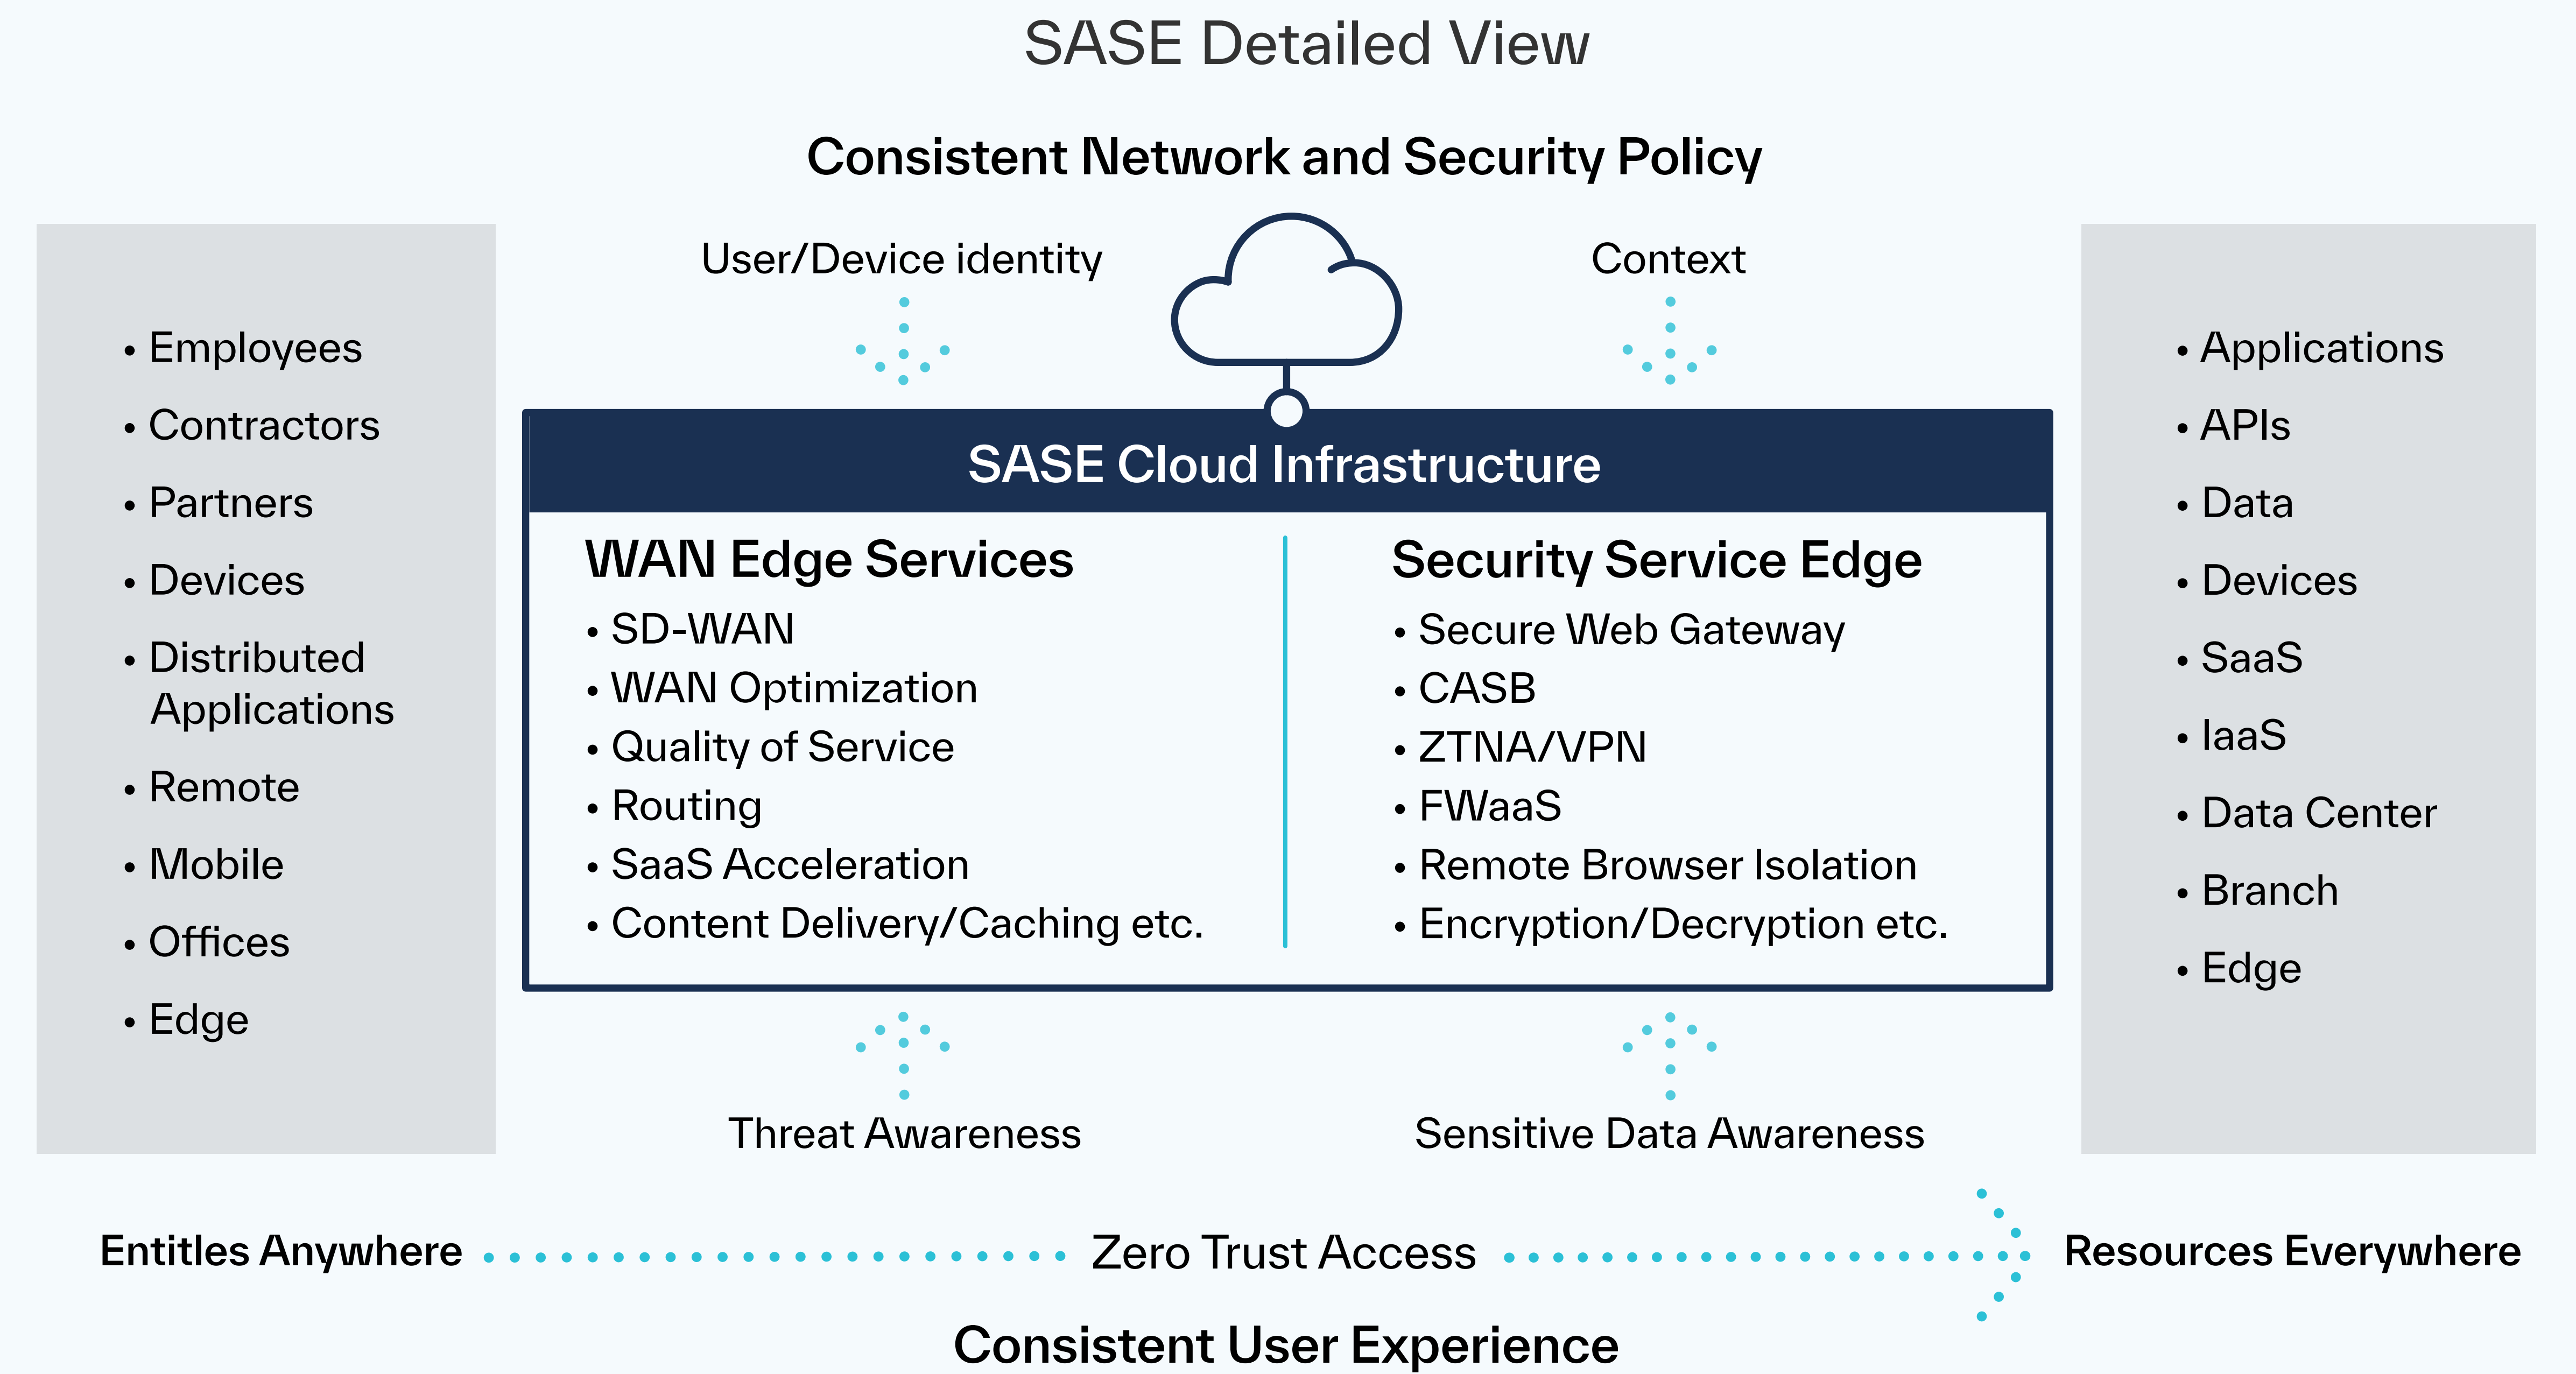 SASE Detailed View
Consistent Network and Security Policy
User/Device identity
Context
• Employees
• Contractors
• Partners
• Devices
• Distributed
Applications
• Remote
• Mobile
• Offices
• Edge
SASE Cloud Infrastructure
WAN Edge Services
• SD-WAN
• WAN Optimization
• Quality of Service
• Routing
• SaaS Acceleration
• Content Delivery/Caching etc.
Security Service Edge
• Secure Web Gateway
• CASB
• ZTNA/VPN
• FWaaS
• Remote Browser Isolation
• Encryption/Decryption etc.
• Applications
• APIs
• Data
• Devices
• SaaS
• IaaS
• Data Center
• Branch
• Edge
Threat Awareness
Sensitive Data Awareness
Entitles Anywhere
Zero Trust Access
Resources Everywhere
Consistent User Experience